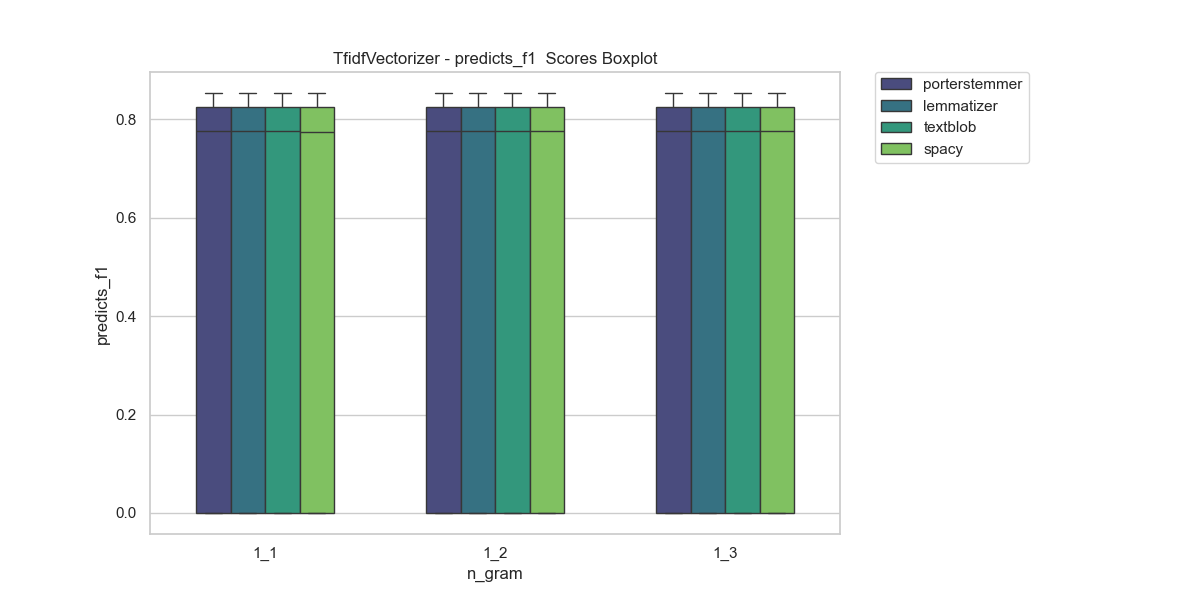 TfidfVectorizer - predicts_f1  Scores Boxplot
porterstemmer
lemmatizer
textblob
spacy
predicts_f1
0.8
0.6
0.4
0.2
0.0
1_1 1_2 1_3
n_gram